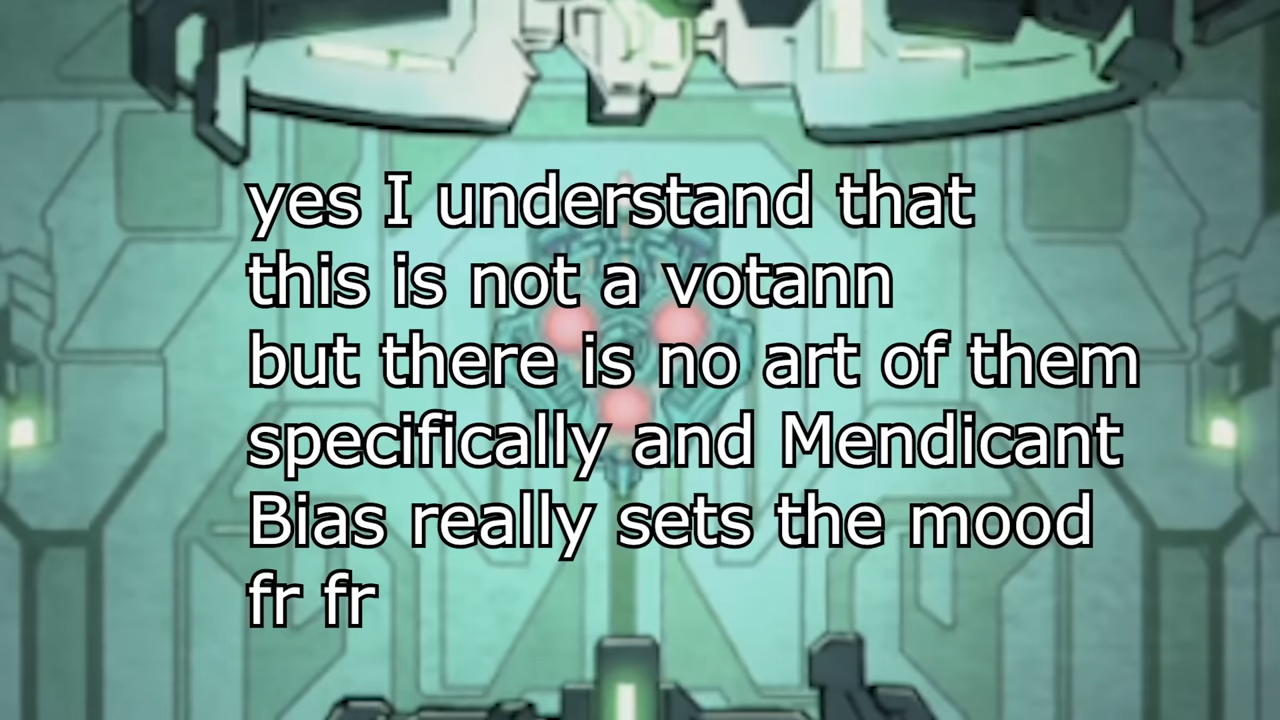 yes I understand that
this is not a votann
but there is no art of them
specifically and Mendicant
Bias really sets the mood
fr fr